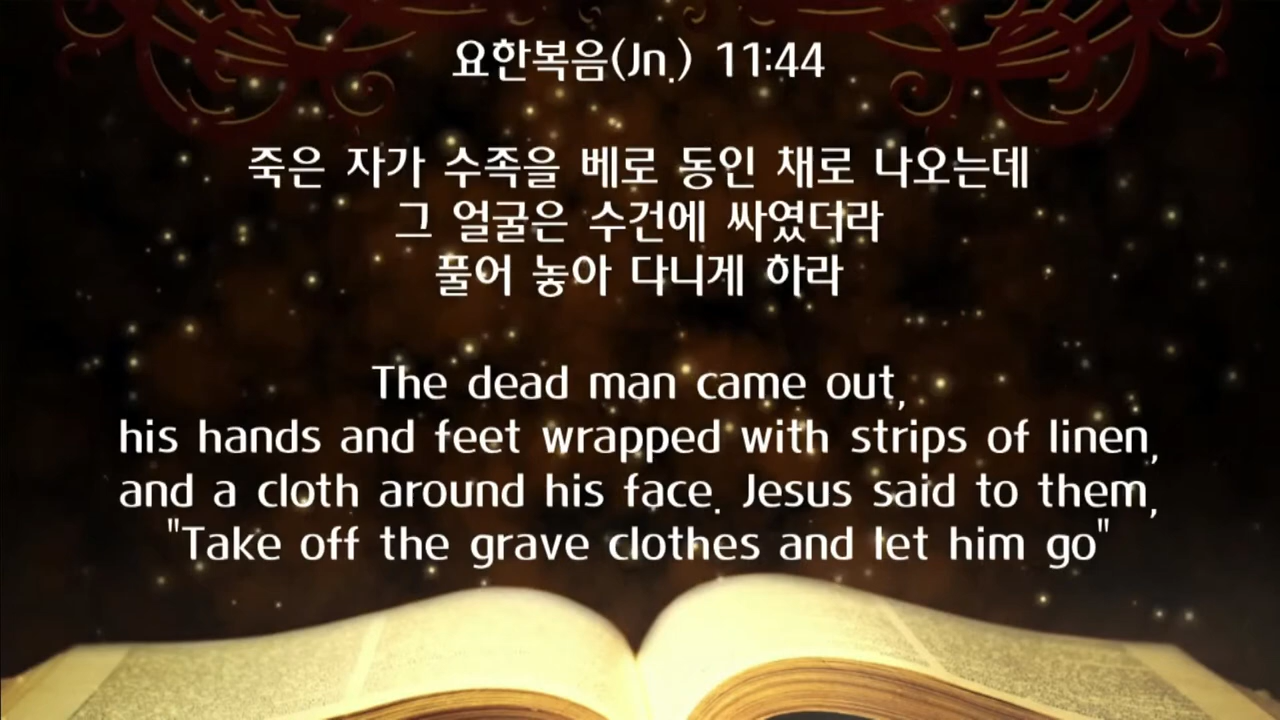 요한복음(Jn.) 11:44
죽은 자가 수족을 베로 동인 채로 나오는데
그 얼굴은 수건에 싸였더라
풀어 놓아 다니게 하라
The dead man came out,
his hands and feet wrapped with strips of linen,
and a cloth around his face. Jesus said to them,
"Take off the grave clothes and let him go"